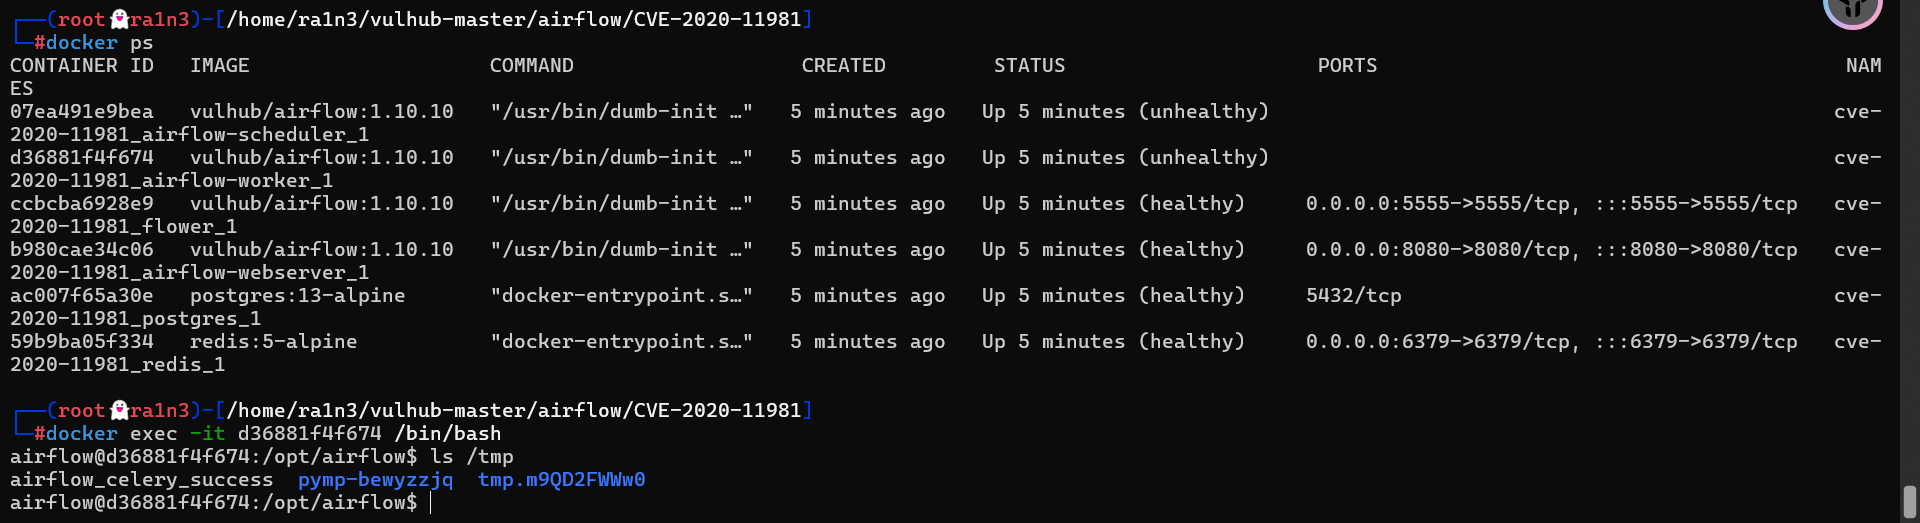 ┌──(root👻ra1n3)-[/home/ra1n3/vulhub-master/airflow/CVE-2020-11981]
└─#docker ps
CONTAINER ID   IMAGE                    COMMAND                   CREATED         STATUS                     PORTS                                       NAM
ES
07ea491e9bea   vulhub/airflow:1.10.10   "/usr/bin/dumb-init …"   5 minutes ago   Up 5 minutes (unhealthy)                                               cve-
2020-11981_airflow-scheduler_1
d36881f4f674   vulhub/airflow:1.10.10   "/usr/bin/dumb-init …"   5 minutes ago   Up 5 minutes (unhealthy)                                               cve-
2020-11981_airflow-worker_1
ccbcba6928e9   vulhub/airflow:1.10.10   "/usr/bin/dumb-init …"   5 minutes ago   Up 5 minutes (healthy)     0.0.0.0:5555->5555/tcp, :::5555->5555/tcp   cve-
2020-11981_flower_1
b980cae34c06   vulhub/airflow:1.10.10   "/usr/bin/dumb-init …"   5 minutes ago   Up 5 minutes (healthy)     0.0.0.0:8080->8080/tcp, :::8080->8080/tcp   cve-
2020-11981_airflow-webserver_1
ac007f65a30e   postgres:13-alpine       "docker-entrypoint.s…"   5 minutes ago   Up 5 minutes (healthy)     5432/tcp                                    cve-
2020-11981_postgres_1
59b9ba05f334   redis:5-alpine           "docker-entrypoint.s…"   5 minutes ago   Up 5 minutes (healthy)     0.0.0.0:6379->6379/tcp, :::6379->6379/tcp   cve-
2020-11981_redis_1
┌──(root👻ra1n3)-[/home/ra1n3/vulhub-master/airflow/CVE-2020-11981]
└─#docker exec -it d36881f4f674 /bin/bash
airflow@d36881f4f674:/opt/airflow$ ls /tmp
airflow_celery_success  pymp-bewyzzjq  tmp.m9QD2FWWw0
airflow@d36881f4f674:/opt/airflow$